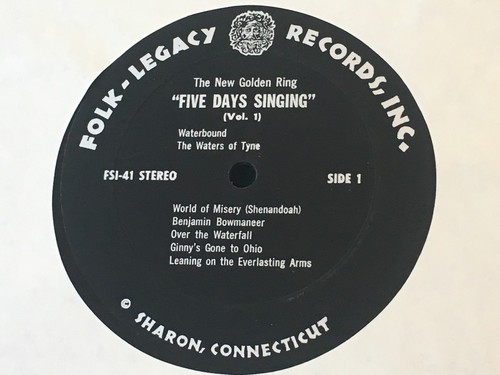 FOLK-LEGACY RECORDS, INC.
The New Golden Ring
"FIVE DAYS SINGING"
(Vol. 1)
Waterbound
The Waters of Tyne
FSI-41 STEREO
SIDE 1
World of Misery (Shenandoah)
Benjamin Bowmaneer
Over the Waterfall
Ginny's Gone to Ohio
Leaning on the Everlasting Arms
© SHARON, CONNECTICUT